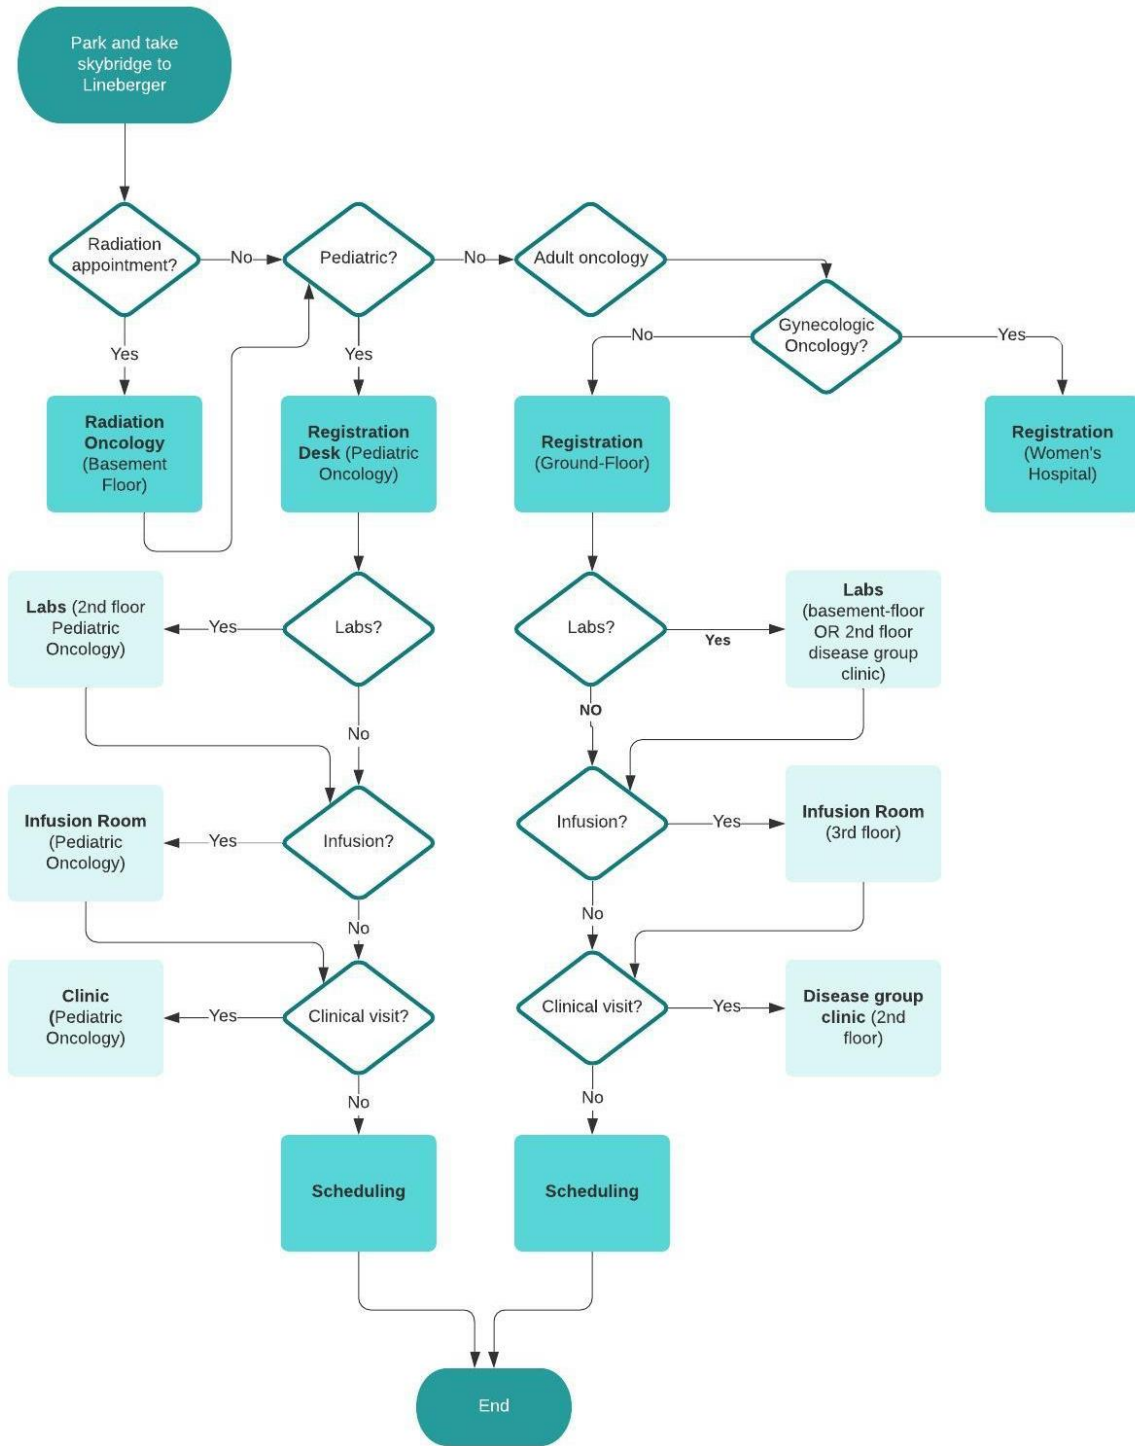 Park and take
skybridge to
Lineberger
Radiation
appointment?
No
Pediatric?
No
Adult oncology
Gynecologic
Oncology?
No
Yes
Yes
Yes
Radiation
Oncology
(Basement
Floor)
Registration
Desk (Pediatric
Oncology)
Registration
(Ground-Floor)
Registration
(Women's
Hospital)
Labs (2nd floor
Pediatric
Oncology)
Yes
Labs?
Labs?
Yes
Labs
(basement-floor
OR 2nd floor
disease group
clinic)
No
NO
Infusion Room
(Pediatric
Oncology)
Yes
Infusion?
Infusion?
Yes
Infusion Room
(3rd floor)
No
No
Clinic
(Pediatric
Oncology)
Yes
Clinical visit?
Clinical visit?
Yes
Disease group
clinic (2nd
floor)
No
No
Scheduling
Scheduling
End